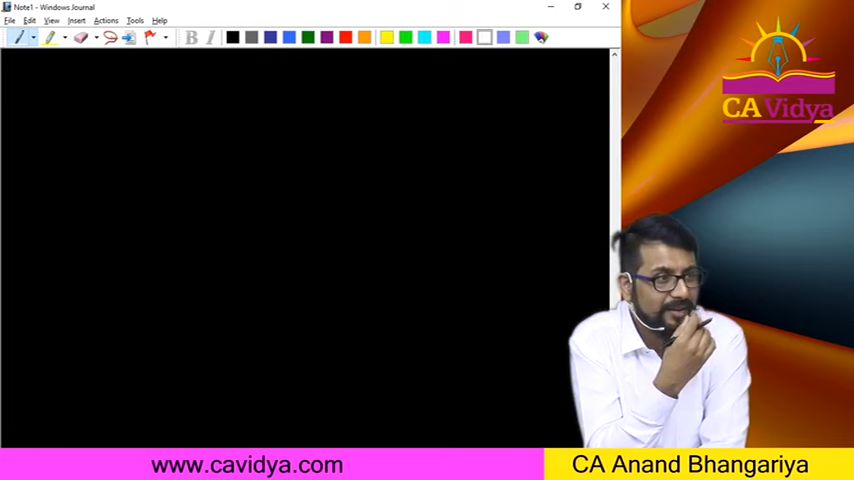 Note1 - Windows Journal
File Edit View Insert Actions Tools Help
B I
CA Vidya
www.cavidya.com
CA Anand Bhangariya